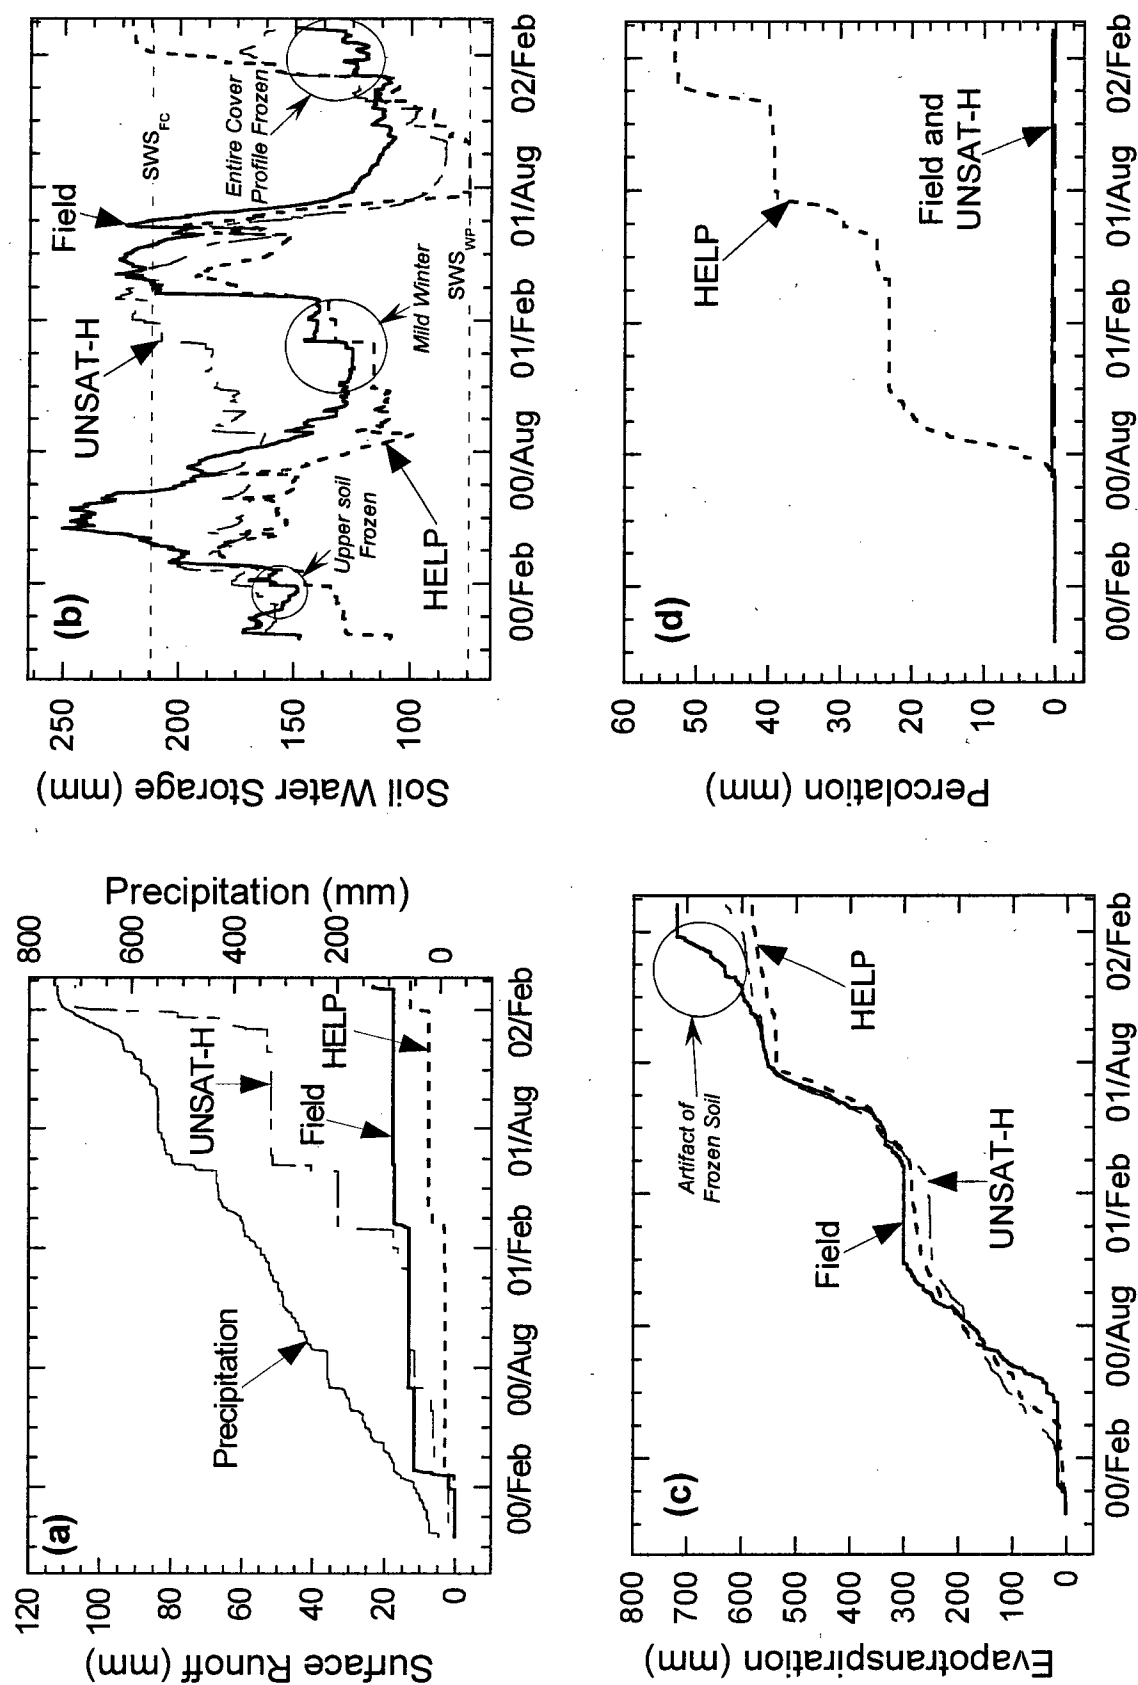 (a)
Surface Runoff (mm)
120
100
80
60
40
20
0
Precipitation (mm)
800
600
400
200
0
Precipitation
UNSAT-H
Field
HELP
00/Feb 00/Aug 01/Feb 01/Aug 02/Feb
(b)
Soil Water Storage (mm)
250
200
150
100
UNSAT-H
Field
SWS_FC
Entire Cover
Profile Frozen
Upper soil
Frozen
HELP
Mild Winter
SWS_WP
00/Feb 00/Aug 01/Feb 01/Aug 02/Feb
(c)
Evapotranspiration (mm)
800
700
600
500
400
300
200
100
0
Artifact of
Frozen Soil
Field
HELP
UNSAT-H
00/Feb 00/Aug 01/Feb 01/Aug 02/Feb
(d)
Percolation (mm)
60
50
40
30
20
10
0
HELP
Field and
UNSAT-H
00/Feb 00/Aug 01/Feb 01/Aug 02/Feb